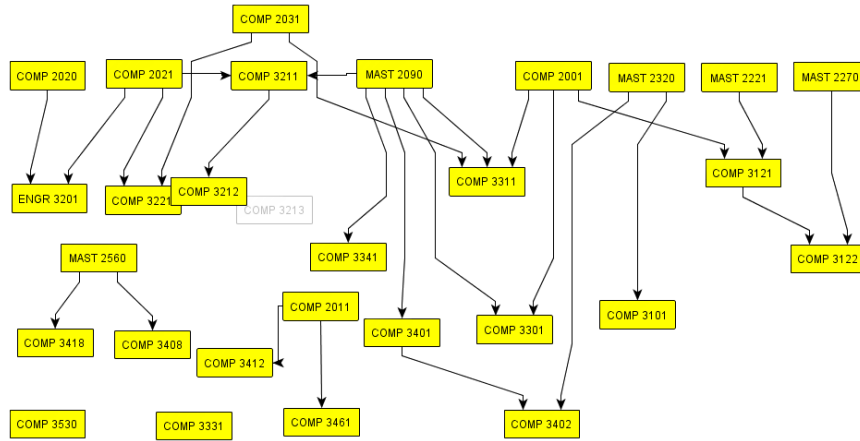 COMP 2031
COMP 2020
COMP 2021
COMP 3211
MAST 2090
COMP 2001
MAST 2320
MAST 2221
MAST 2270
COMP 3121
COMP 3311
ENGR 3201
COMP 3221
COMP 3212
COMP 3213
MAST 2560
COMP 3341
COMP 3122
COMP 2011
COMP 3101
COMP 3401
COMP 3301
COMP 3418
COMP 3408
COMP 3412
COMP 3530
COMP 3331
COMP 3461
COMP 3402